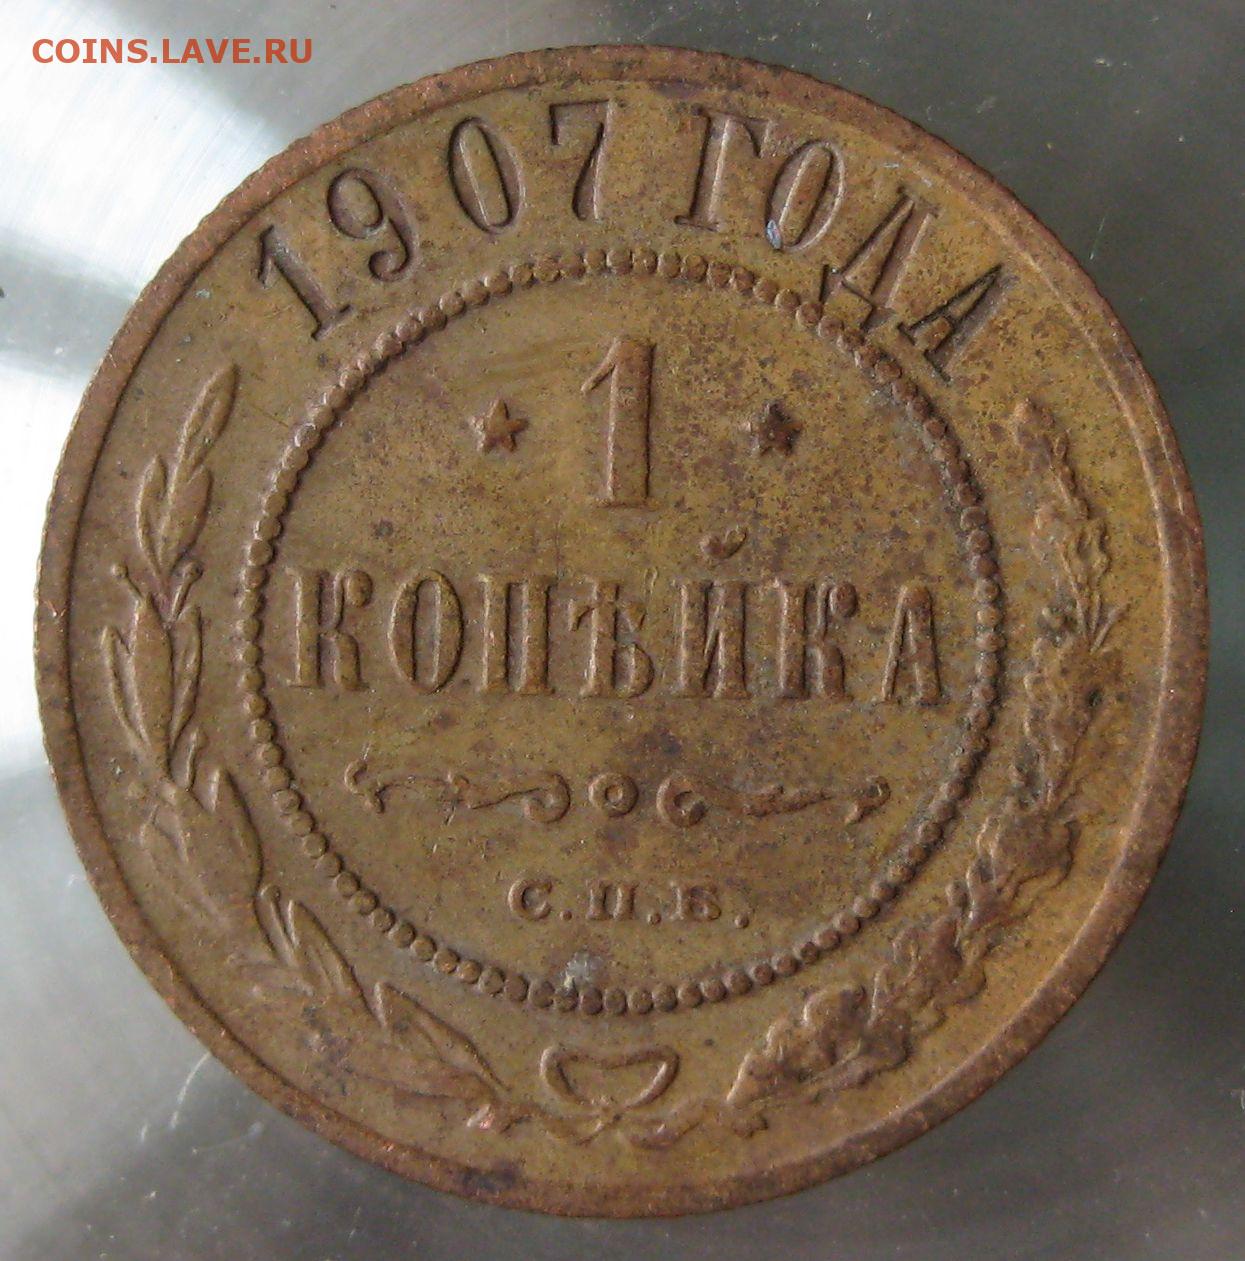 COINS.LAVE.RU
1907 ГОДА
1
КОПѢЙКА
С.П.Б.